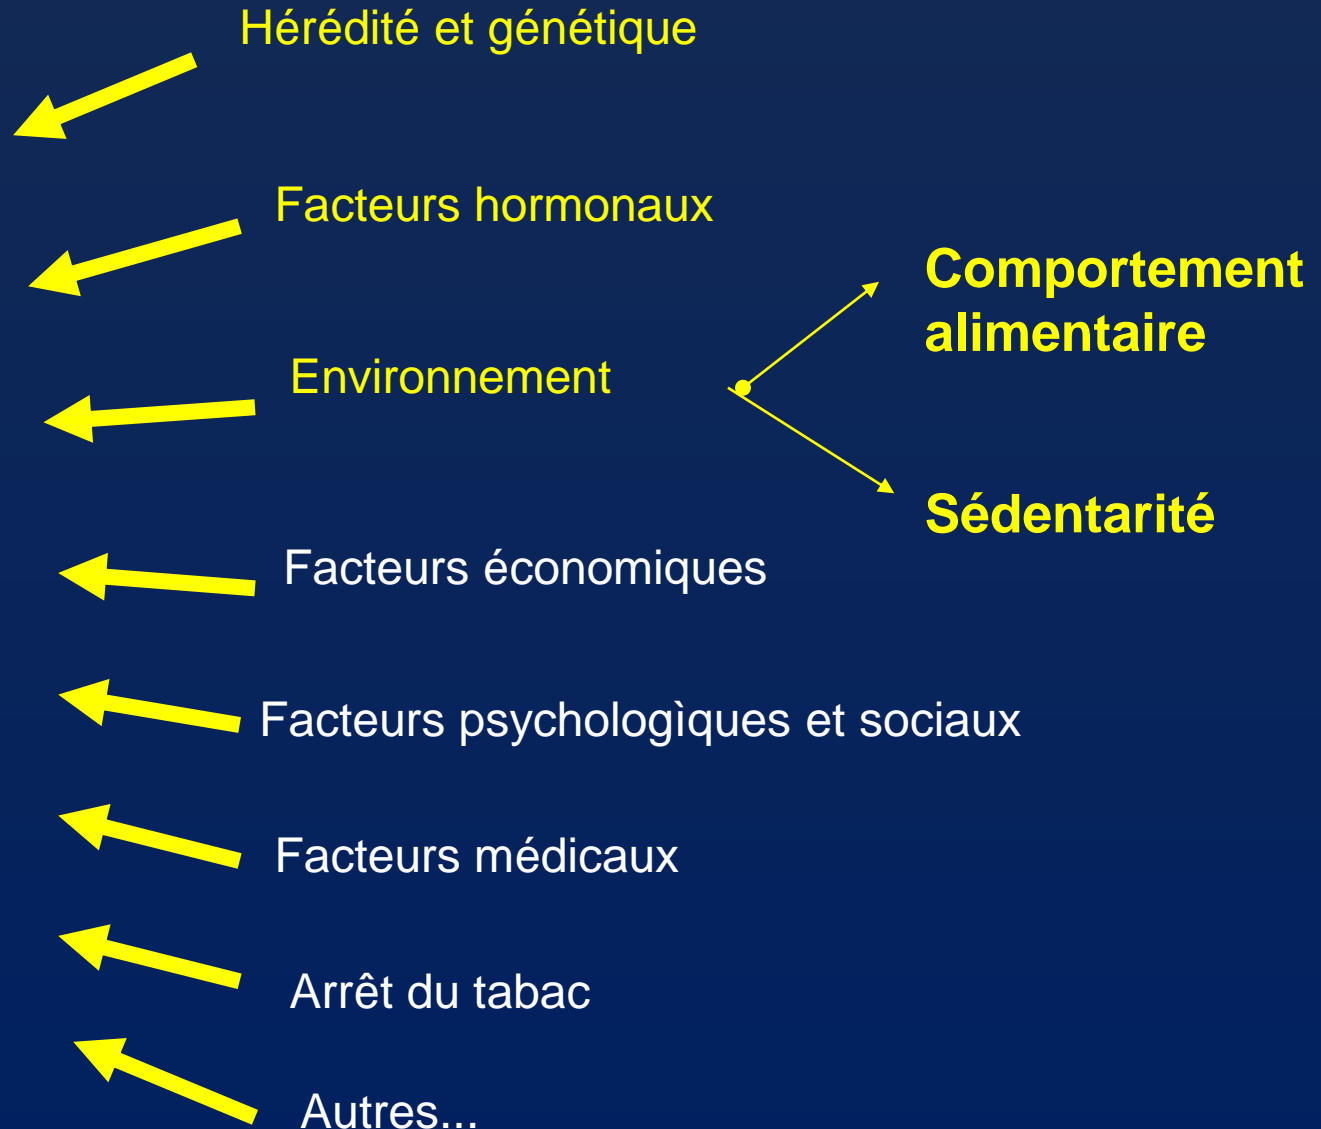 Hérédité et génétique
Facteurs hormonaux
Comportement
alimentaire
Environnement
Sédentarité
Facteurs économiques
Facteurs psychologìques et sociaux
Facteurs médicaux
Arrêt du tabac
Autres...